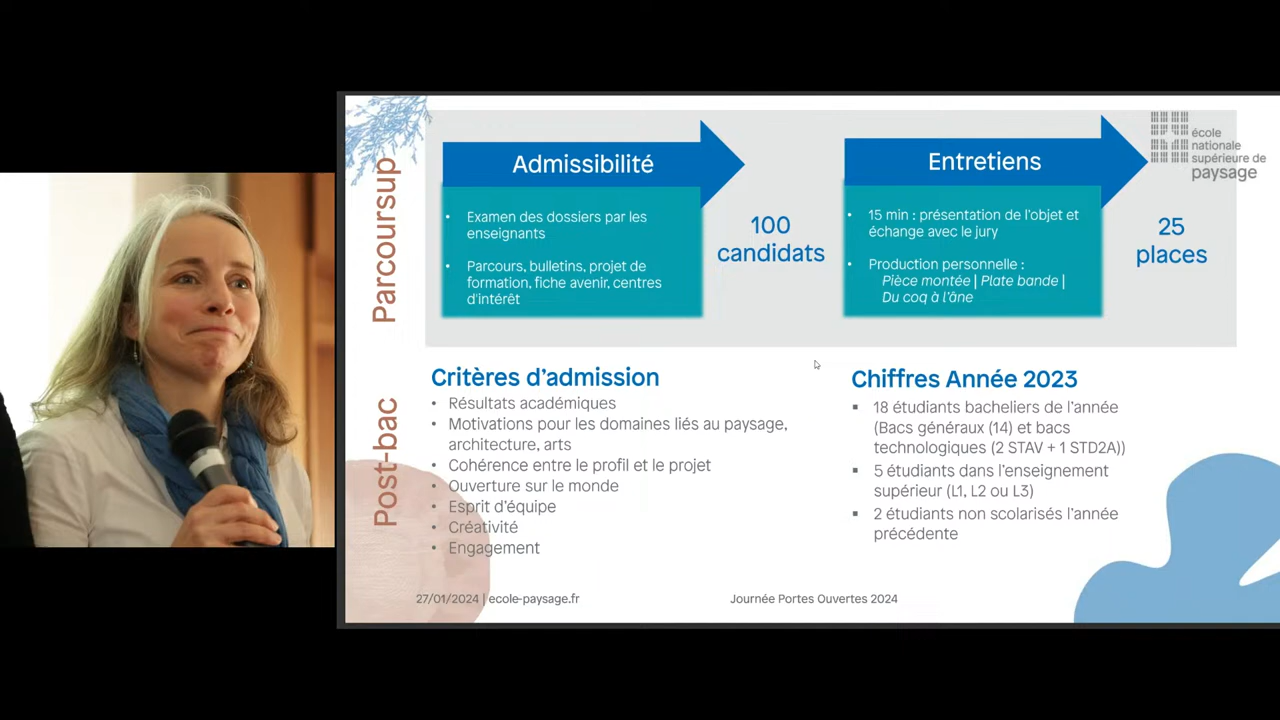 Parcoursup
Admissibilité
Examen des dossiers par les
enseignants
Parcours, bulletins, projet de
formation, fiche avenir, centres
d'intérêt
100
candidats
Entretiens
15 min : présentation de l'objet et
échange avec le jury
Production personnelle :
Pièce montée | Plate bande |
Du coq à l'âne
25
places
école
nationale
supérieure de
paysage
Post-bac
Critères d'admission
• Résultats académiques
• Motivations pour les domaines liés au paysage,
architecture, arts
• Cohérence entre le profil et le projet
• Ouverture sur le monde
• Esprit d'équipe
• Créativité
• Engagement
Chiffres Année 2023
18 étudiants bacheliers de l'année
(Bacs généraux (14) et bacs
technologiques (2 STAV + 1 STD2A))
5 étudiants dans l'enseignement
supérieur (L1, L2 ou L3)
2 étudiants non scolarisés l'année
précédente
27/01/2024 | ecole-paysage.fr
Journée Portes Ouvertes 2024